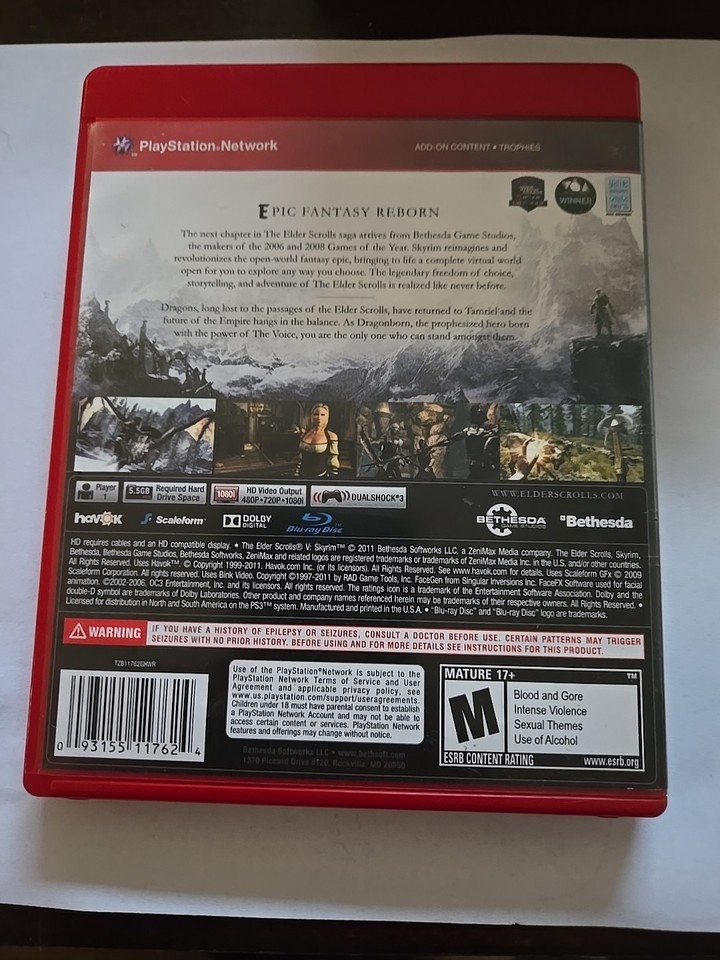 PlayStation®Network
ADD-ON CONTENT • TROPHIES
WINNER
EPIC FANTASY REBORN
The next chapter in The Elder Scrolls saga arrives from Bethesda Game Studios,
the makers of the 2006 and 2008 Games of the Year. Skyrim reimagines and
revolutionizes the open-world fantasy epic, bringing to life a complete virtual world
open for you to explore any way you choose. The legendary freedom of choice,
storytelling, and adventure of The Elder Scrolls is realized like never before.
Dragons, long lost to the passages of the Elder Scrolls, have returned to Tamriel and the
future of the Empire hangs in the balance. As Dragonborn, the prophesized hero born
with the power of The Voice, you are the only one who can stand amongst them.
Player
1
5.5GB Required Hard
Drive Space
1080i HD Video Output
480P•720P•1080i
DUALSHOCK®3
WWW.ELDERSCROLLS.COM
havOK
Scaleform
DOLBY
DIGITAL
Blu-ray Disc
BETHESDA
GAME STUDIOS
Bethesda
HD requires cables and an HD compatible display. • The Elder Scrolls® V: Skyrim™ © 2011 Bethesda Softworks LLC, a ZeniMax Media company. The Elder Scrolls, Skyrim,
Bethesda, Bethesda Game Studios, Bethesda Softworks, ZeniMax and related logos are registered trademarks or trademarks of ZeniMax Media Inc. in the U.S. and/or other countries.
All Rights Reserved. Uses Havok™. © Copyright 1999-2011. Havok.com Inc. (or its licensors). All Rights Reserved. See www.havok.com for details. Uses Scaleform GFx © 2009
Scaleform Corporation. All rights reserved. Uses Bink Video. Copyright ©1997-2011 by RAD Game Tools, Inc. FaceGen from Singular Inversions Inc. FaceFX Software used for facial
animation. ©2002-2006, OC3 Entertainment, Inc. and its licensors. All rights reserved. The ratings icon is a trademark of the Entertainment Software Association. Dolby and the
double-D symbol are trademarks of Dolby Laboratories. Other product and company names referenced herein may be trademarks of their respective owners. All Rights Reserved. •
Licensed for distribution in North and South America on the PS3™ system. Manufactured and printed in the U.S.A. • "Blu-ray Disc" and "Blu-ray Disc" logo are trademarks.
WARNING
IF YOU HAVE A HISTORY OF EPILEPSY OR SEIZURES, CONSULT A DOCTOR BEFORE USE. CERTAIN PATTERNS MAY TRIGGER
SEIZURES WITH NO PRIOR HISTORY. BEFORE USING AND FOR MORE DETAILS SEE INSTRUCTIONS FOR THIS PRODUCT.
TZB11762GHWR
0 93155 11762 4
Use of the PlayStation®Network is subject to the
PlayStation Network Terms of Service and User
Agreement and applicable privacy policy, see
www.us.playstation.com/support/useragreements.
Children under 18 must have parental consent to establish
a PlayStation Network Account and may not be able to
access certain content or services. PlayStation Network
features and offerings may change without notice.
Bethesda Softworks LLC • www.bethsoft.com
1370 Piccard Drive #120, Rockville, MD 20850
MATURE 17+ ™
M
Blood and Gore
Intense Violence
Sexual Themes
Use of Alcohol
ESRB CONTENT RATING
www.esrb.org